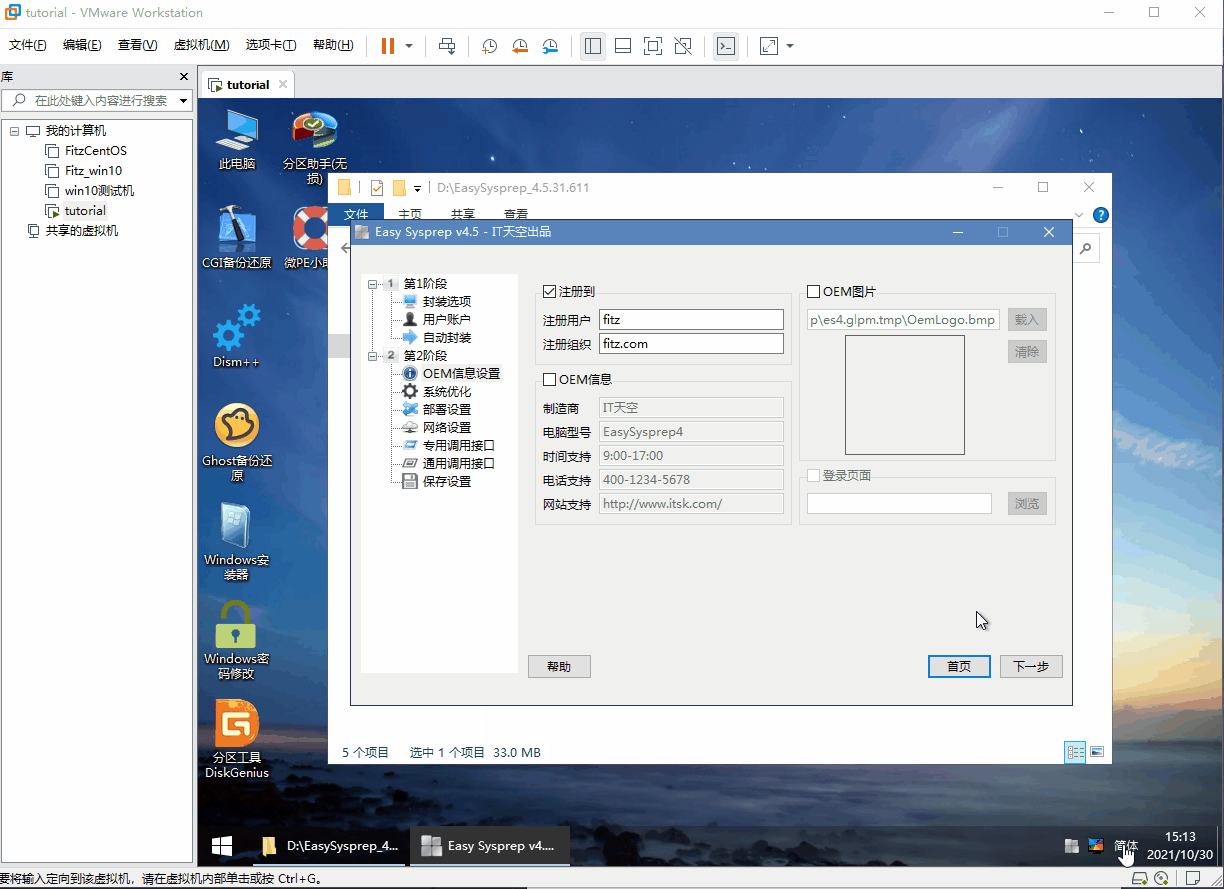 tutorial - VMware Workstation
文件(F) 编辑(E) 查看(V) 虚拟机(M) 选项卡(T) 帮助(H)
库
在此处键入内容进行搜索
我的计算机
FitzCentOS
Fitz_win10
win10测试机
tutorial
共享的虚拟机
tutorial
此电脑
分区助手(无
损)
CGI备份还原
微PE小助
Dism++
Ghost备份还
原
Windows安
装器
Windows密
码修改
分区工具
DiskGenius
D:\EasySysprep_4.5.31.611
文件 主页 共享 查看
Easy Sysprep v4.5 - IT天空出品
1 第1阶段
封装选项
用户账户
自动封装
2 第2阶段
OEM信息设置
系统优化
部署设置
网络设置
专用调用接口
通用调用接口
保存设置
注册到
注册用户 fitz
注册组织 fitz.com
OEM信息
制造商 IT天空
电脑型号 EasySysprep4
时间支持 9:00-17:00
电话支持 400-1234-5678
网站支持 http://www.itsk.com/
OEM图片
p\es4.glpm.tmp\OemLogo.bmp 载入
清除
登录页面
浏览
帮助 首页 下一步
5 个项目 选中 1 个项目 33.0 MB
D:\EasySysprep_4...
Easy Sysprep v4....
简体
15:13
2021/10/30
要将输入定向到该虚拟机，请在虚拟机内部单击或按 Ctrl+G。